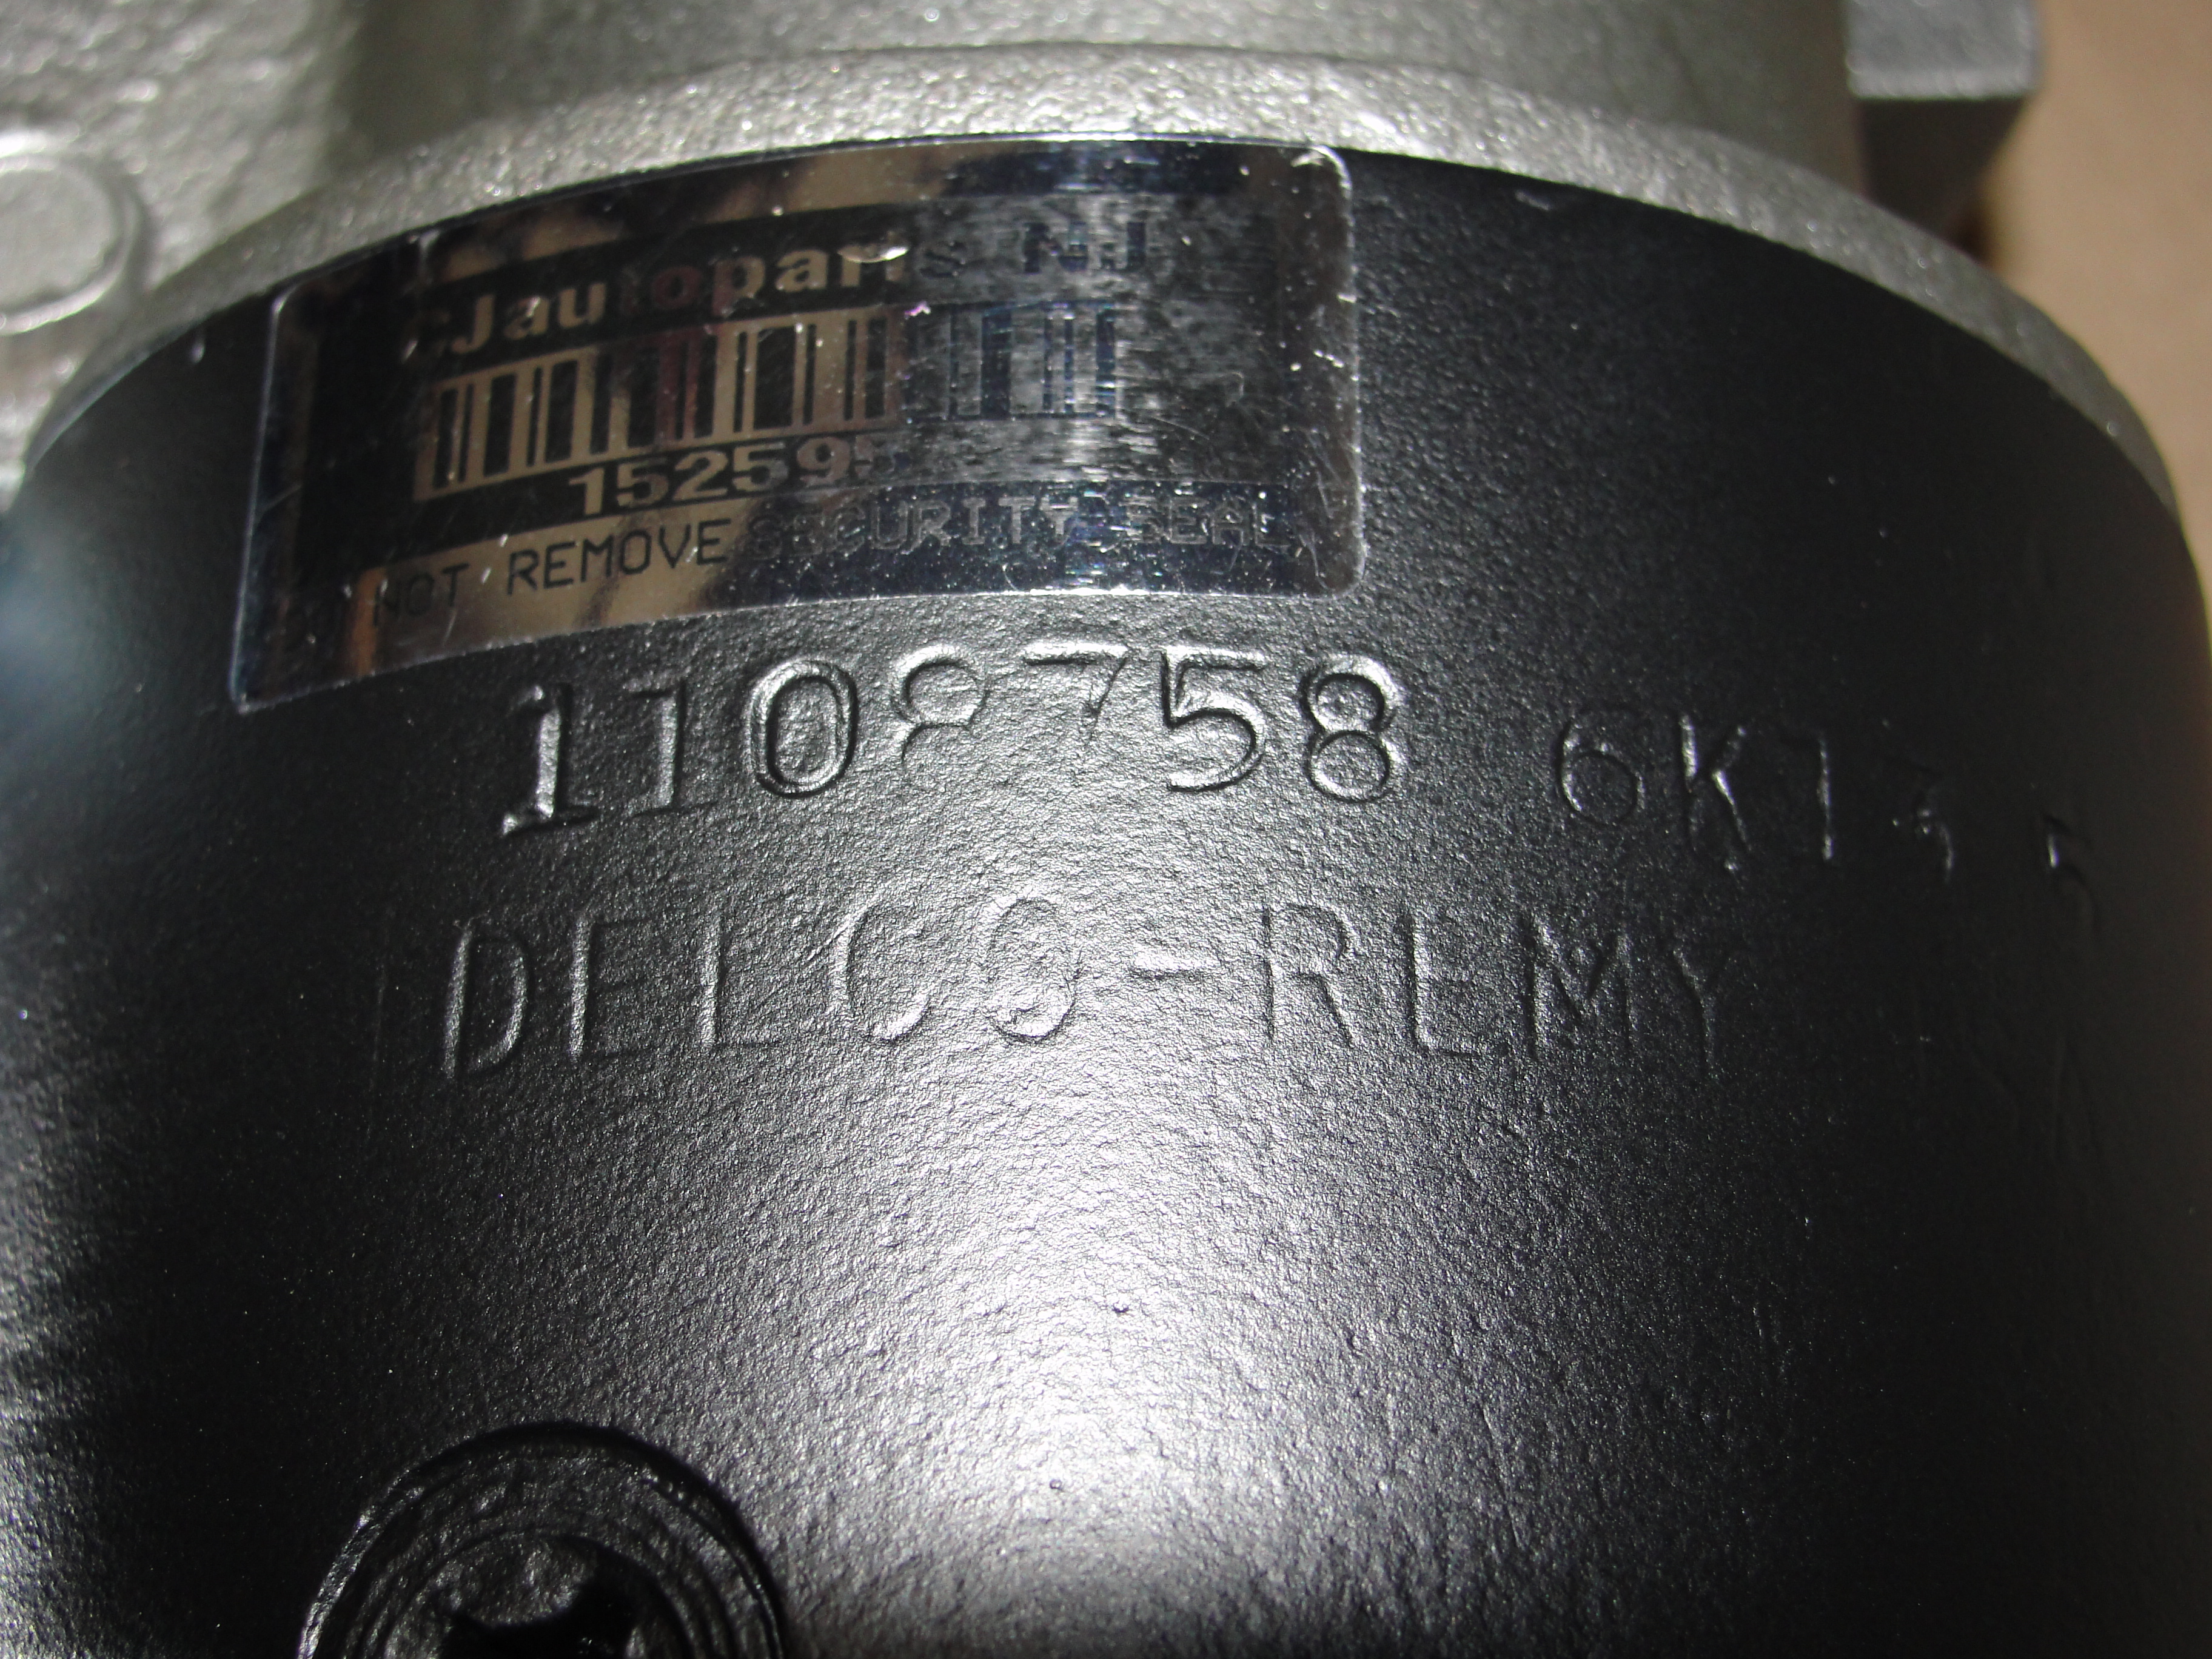 CJautoparts NJ
152595
NOT REMOVE SECURITY SEAL
1108758
DELCO-REMY